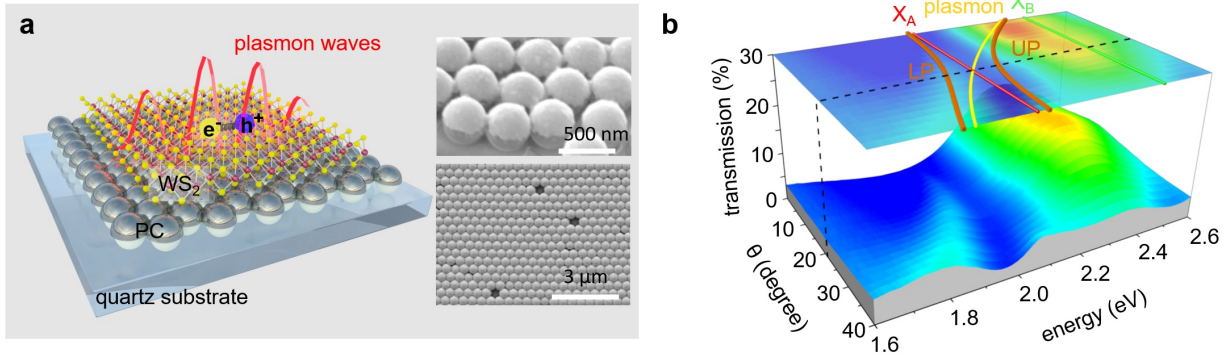 a
plasmon waves
e⁻
h⁺
WS₂
PC
quartz substrate
500 nm
3 µm
b
X_A
plasmon
X_B
LP
UP
transmission (%)
30
20
10
0
10
20
30
40
θ (degree)
1.6
1.8
2.0
2.2
2.4
2.6
energy (eV)